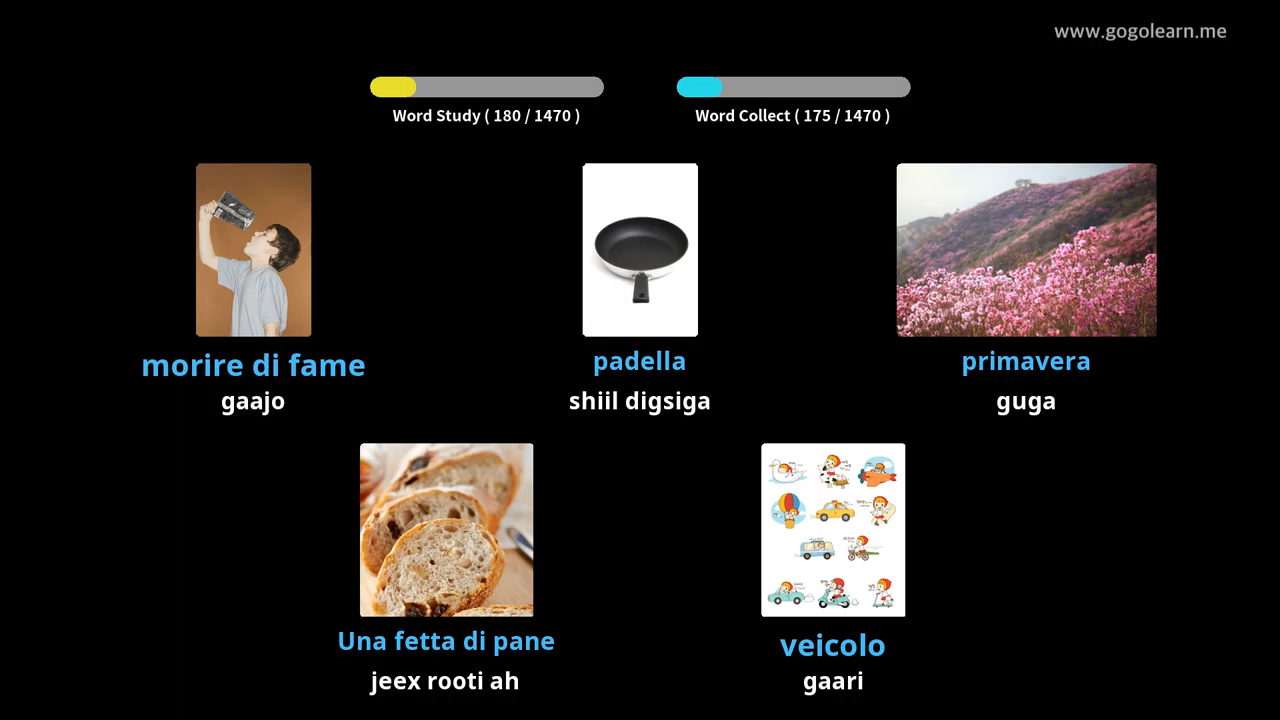 www.gogolearn.me
Word Study ( 180 / 1470 )
Word Collect ( 175 / 1470 )
morire di fame
gaajo
padella
shiil digsiga
primavera
guga
Una fetta di pane
jeex rooti ah
veicolo
gaari